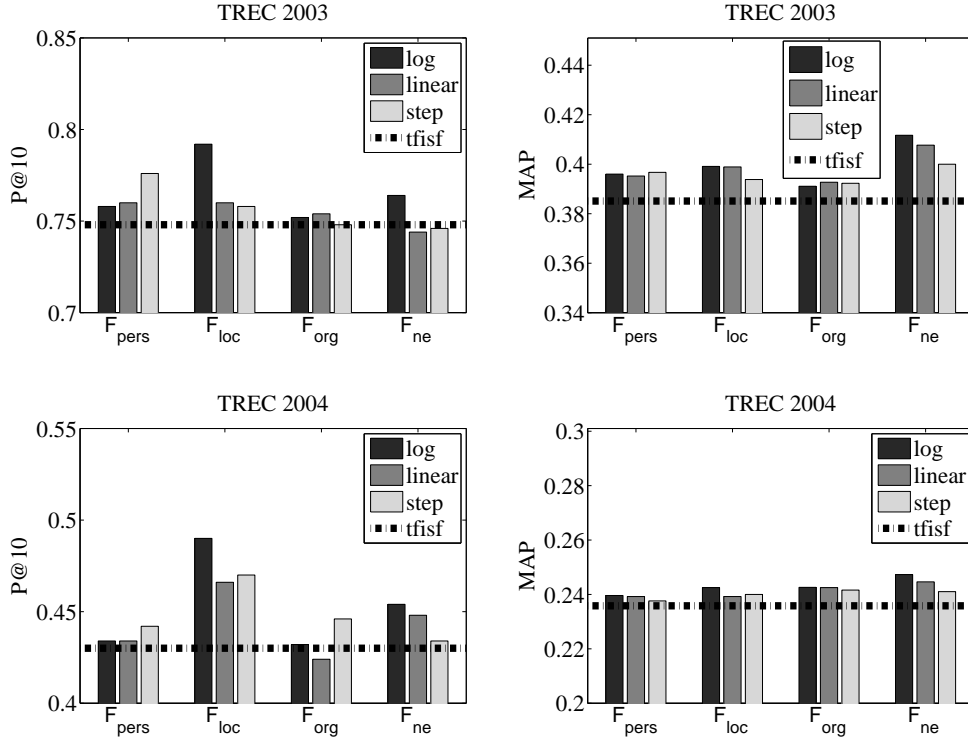 TREC 2003
0.85
0.8
0.75
0.7
P@10
log
linear
step
tfisf
F_pers F_loc F_org F_ne
TREC 2003
0.44
0.42
0.4
0.38
0.36
0.34
MAP
log
linear
step
tfisf
F_pers F_loc F_org F_ne
TREC 2004
0.55
0.5
0.45
0.4
P@10
log
linear
step
tfisf
F_pers F_loc F_org F_ne
TREC 2004
0.3
0.28
0.26
0.24
0.22
0.2
MAP
log
linear
step
tfisf
F_pers F_loc F_org F_ne